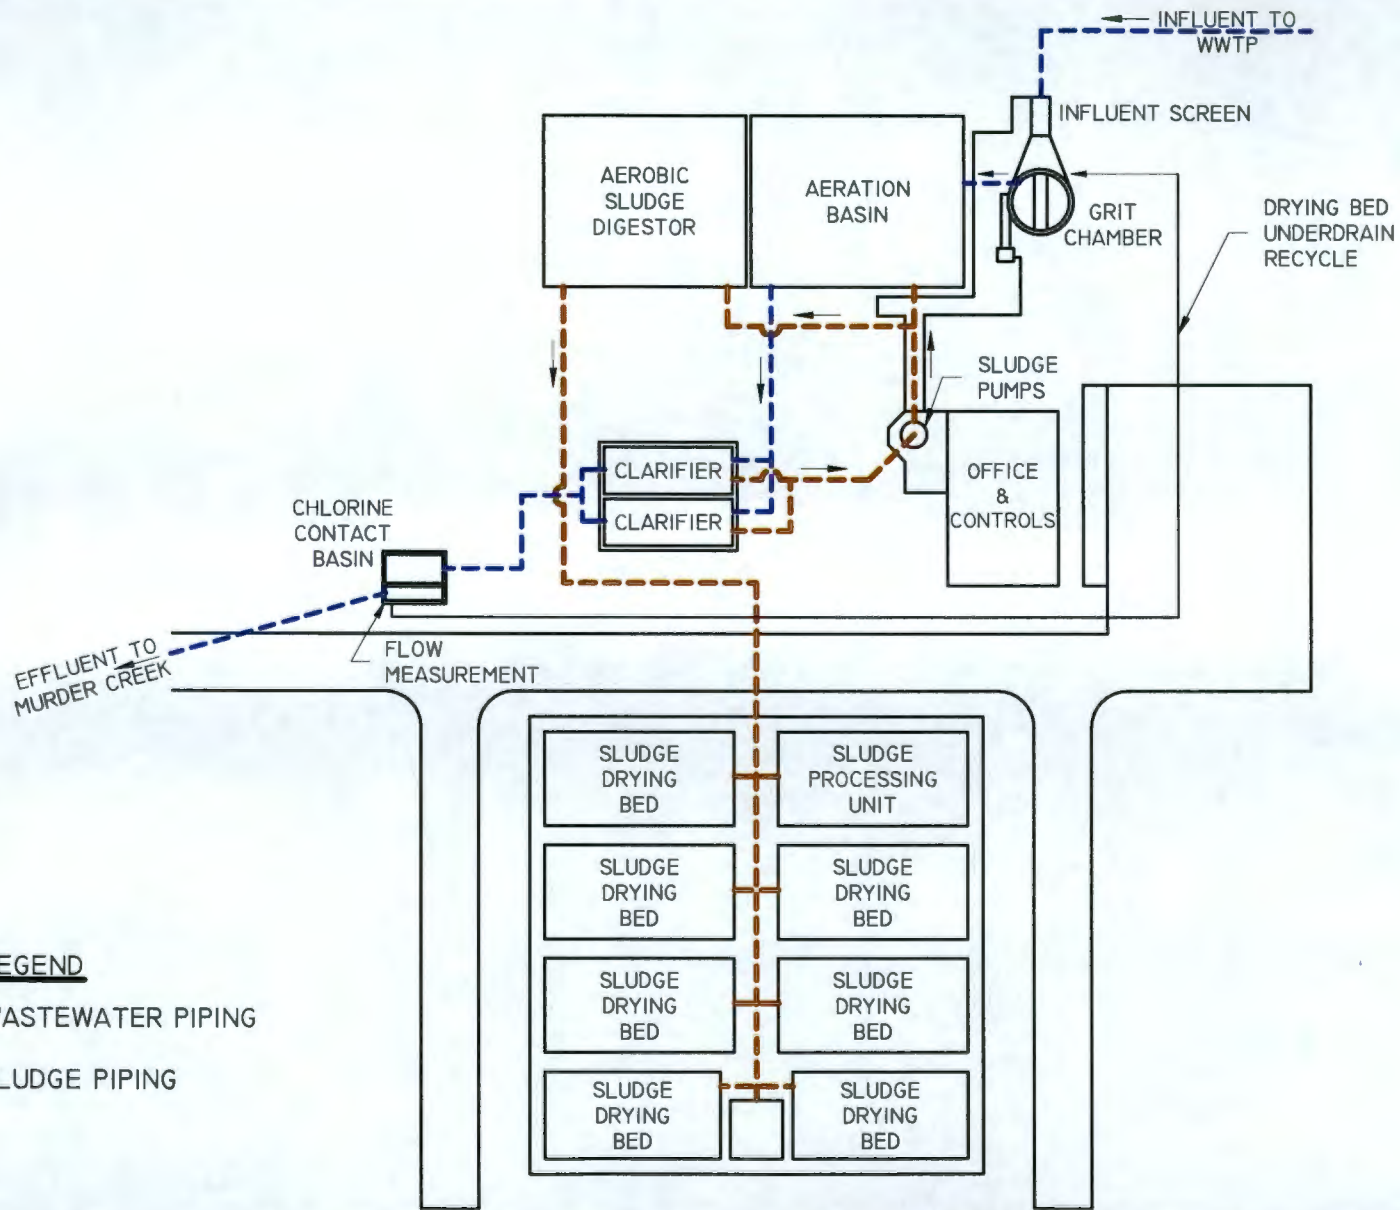 INFLUENT TO
WWTP
INFLUENT SCREEN
AEROBIC
SLUDGE
DIGESTOR
AERATION
BASIN
GRIT
CHAMBER
DRYING BED
UNDERDRAIN
RECYCLE
SLUDGE
PUMPS
CLARIFIER
CLARIFIER
OFFICE
&
CONTROLS
CHLORINE
CONTACT
BASIN
FLOW
MEASUREMENT
EFFLUENT TO
MURDER CREEK
SLUDGE
DRYING
BED
SLUDGE
PROCESSING
UNIT
SLUDGE
DRYING
BED
SLUDGE
DRYING
BED
SLUDGE
DRYING
BED
SLUDGE
DRYING
BED
SLUDGE
DRYING
BED
SLUDGE
DRYING
BED
EGEND
ASTEWATER PIPING
LUDGE PIPING